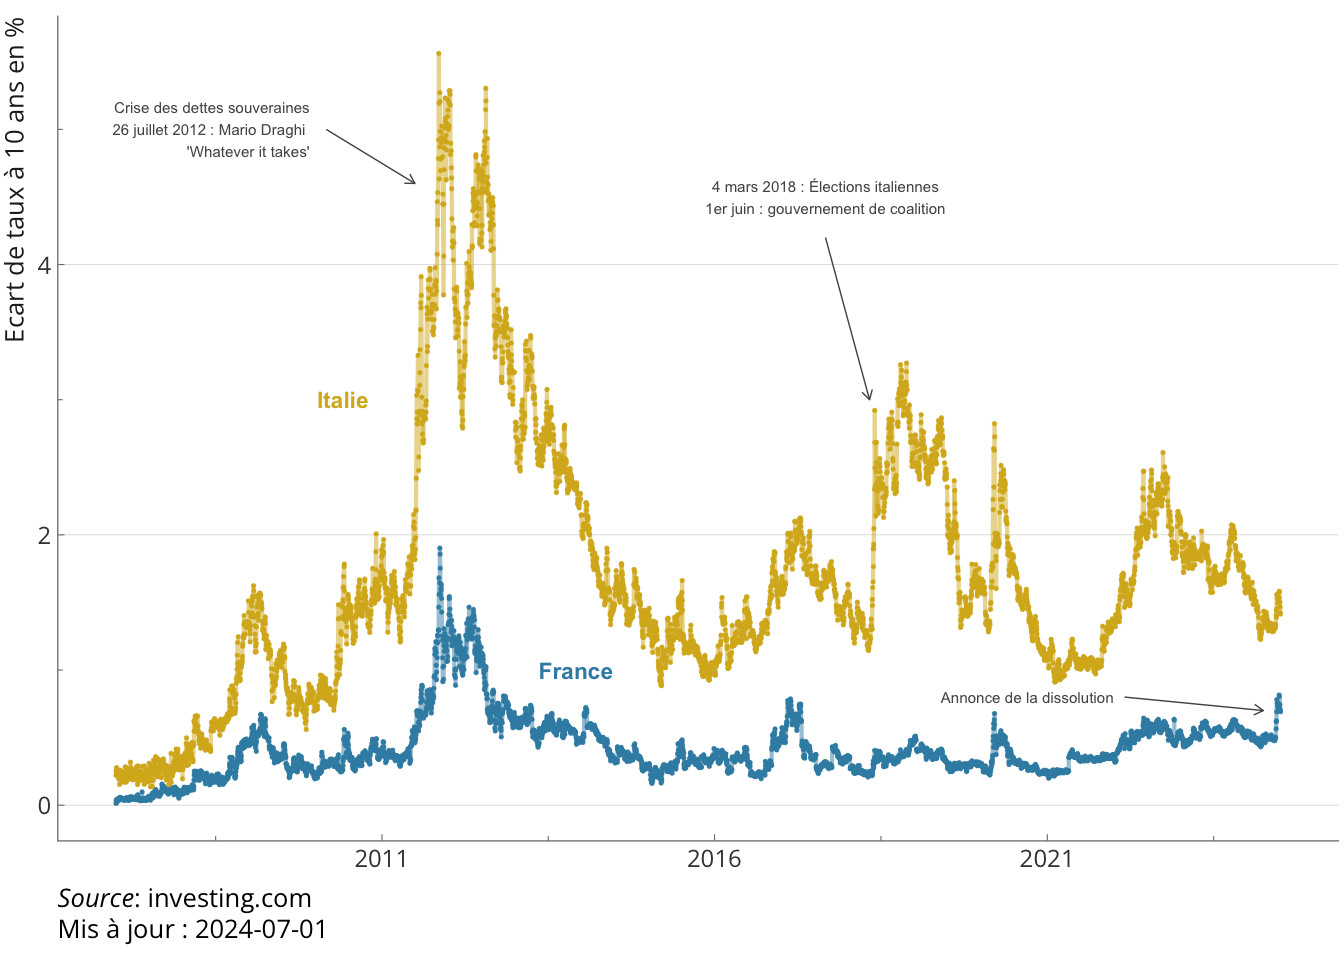 Ecart de taux à 10 ans en %
Crise des dettes souveraines
26 juillet 2012 : Mario Draghi
'Whatever it takes'
4 mars 2018 : Élections italiennes
1er juin : gouvernement de coalition
4
Italie
2
France
Annonce de la dissolution
0
2011
2016
2021
Source: investing.com
Mis à jour : 2024-07-01